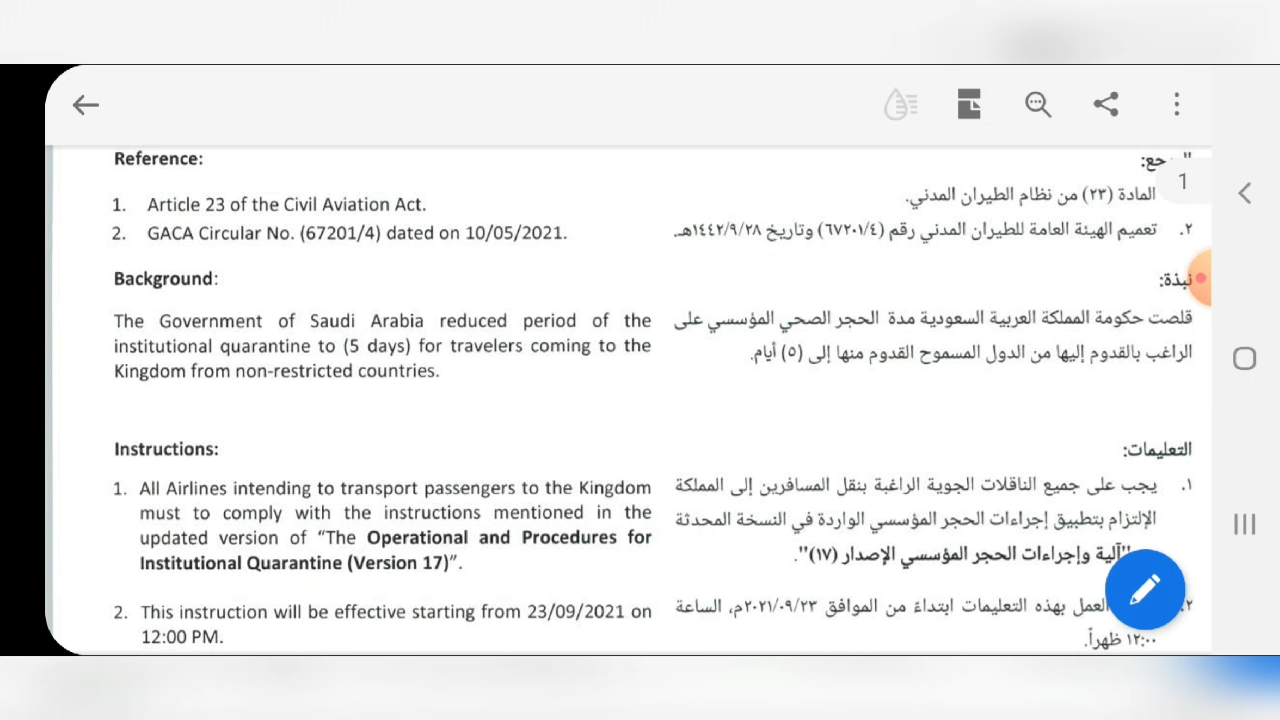 Reference:
1. Article 23 of the Civil Aviation Act.
2. GACA Circular No. (67201/4) dated on 10/05/2021.
Background:
The Government of Saudi Arabia reduced period of the
institutional quarantine to (5 days) for travelers coming to the
Kingdom from non-restricted countries.
Instructions:
1. All Airlines intending to transport passengers to the Kingdom
must to comply with the instructions mentioned in the
updated version of “The Operational and Procedures for
Institutional Quarantine (Version 17)”.
2. This instruction will be effective starting from 23/09/2021 on
12:00 PM.
1
المادة (٢٣) من نظام الطيران المدني.
٢. تعميم الهيئة العامة للطيران المدني رقم (٦٧٢٠١/٤) وتاريخ ١٤٤٢/٩/٢٨هـ.
نبذة:
قلصت حكومة المملكة العربية السعودية مدة الحجر الصحي المؤسسي على
الراغب بالقدوم إليها من الدول المسموح القدوم منها إلى (٥) أيام.
التعليمات:
١. يجب على جميع الناقلات الجوية الراغبة بنقل المسافرين إلى المملكة
الإلتزام بتطبيق إجراءات الحجر المؤسسي الواردة في النسخة المحدثة
"آلية وإجراءات الحجر المؤسسي الإصدار (١٧)".
٢. العمل بهذه التعليمات ابتداءً من الموافق ٢٠٢١/٠٩/٢٣م، الساعة
١٢:٠٠ ظهراً.